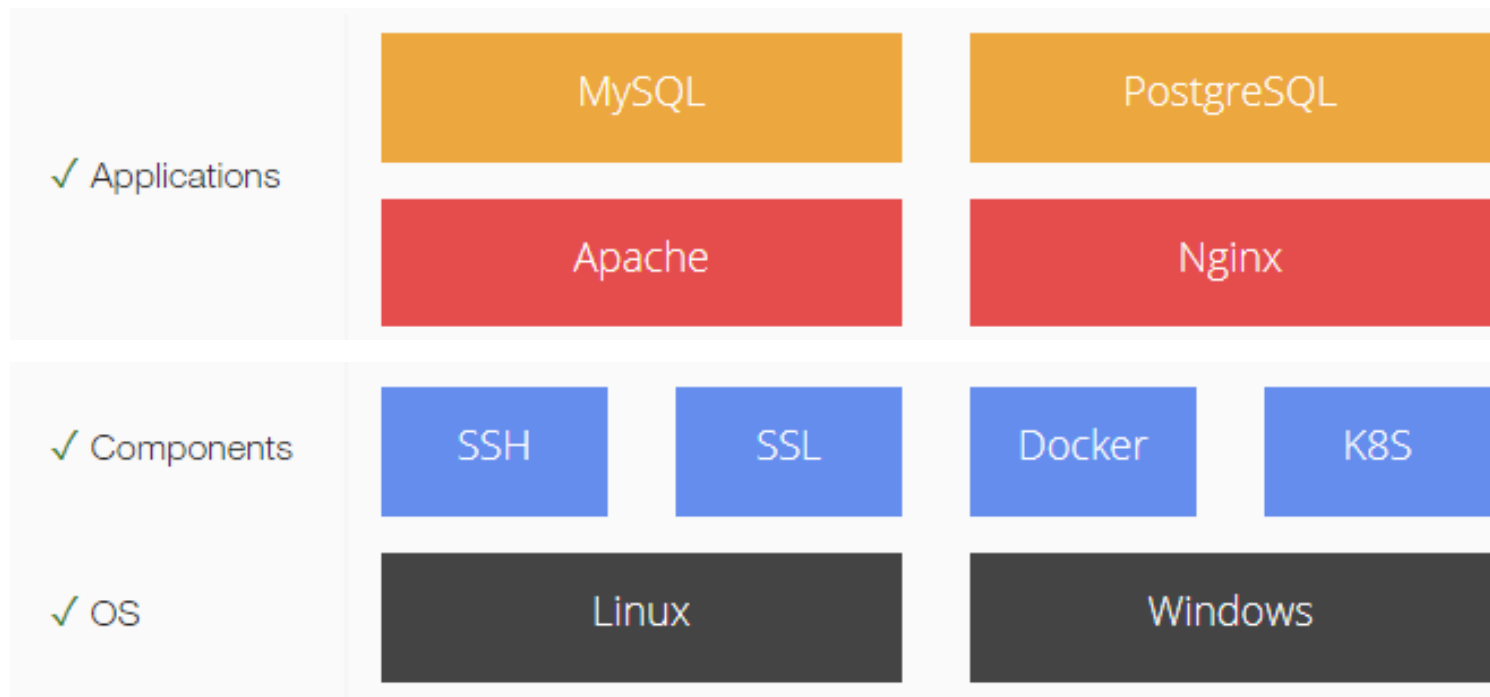 MySQL PostgreSQL
✓ Applications
Apache Nginx
✓ Components SSH SSL Docker K8S
✓ OS Linux Windows